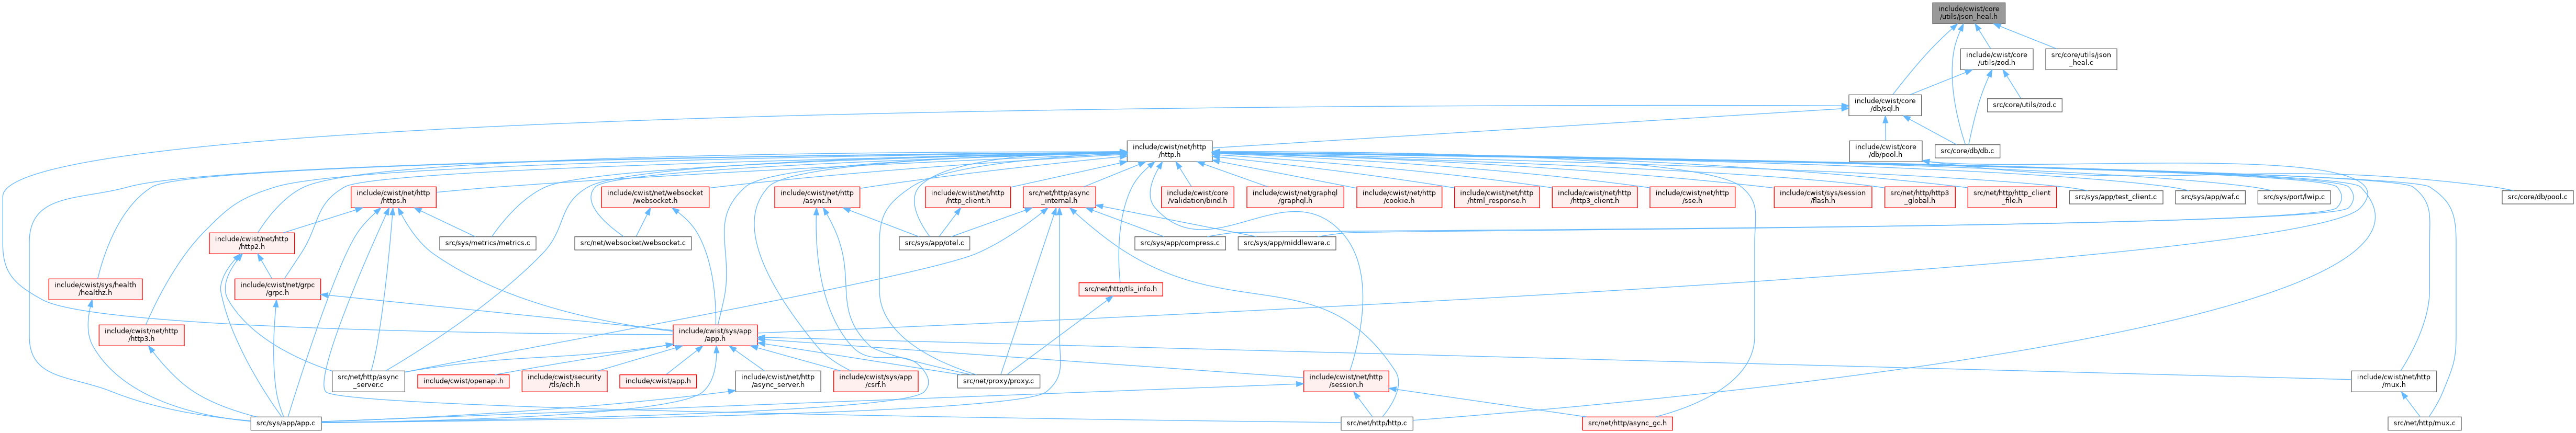 include/cwist/core
/utils/json_heal.h
include/cwist/core
/utils/zod.h
src/core/utils/json
_heal.c
include/cwist/core
/db/sql.h
src/core/utils/zod.c
include/cwist/net/http
/http.h
include/cwist/core
/db/pool.h
src/core/db/db.c
include/cwist/net/http
/https.h
include/cwist/net/websocket
/websocket.h
include/cwist/net/http
/async.h
include/cwist/net/http
/http_client.h
src/net/http/async
_internal.h
include/cwist/core
/validation/bind.h
include/cwist/net/graphql
/graphql.h
include/cwist/net/http
/cookie.h
include/cwist/net/http
/html_response.h
include/cwist/net/http
/http3_client.h
include/cwist/net/http
/sse.h
include/cwist/sys/session
/flash.h
src/net/http/http3
_global.h
src/net/http/http_client
_file.h
src/sys/app/test_client.c
src/sys/app/waf.c
src/sys/port/lwip.c
src/core/db/pool.c
include/cwist/net/http
/http2.h
src/sys/metrics/metrics.c
src/net/websocket/websocket.c
src/sys/app/otel.c
src/sys/app/compress.c
src/sys/app/middleware.c
include/cwist/sys/health
/healthz.h
include/cwist/net/grpc
/grpc.h
src/net/http/tls_info.h
include/cwist/net/http
/http3.h
include/cwist/sys/app
/app.h
src/net/http/async
_server.c
include/cwist/openapi.h
include/cwist/security
/tls/ech.h
include/cwist/app.h
include/cwist/net/http
/async_server.h
include/cwist/sys/app
/csrf.h
src/net/proxy/proxy.c
include/cwist/net/http
/session.h
include/cwist/net/http
/mux.h
src/sys/app/app.c
src/net/http/http.c
src/net/http/async_gc.h
src/net/http/mux.c